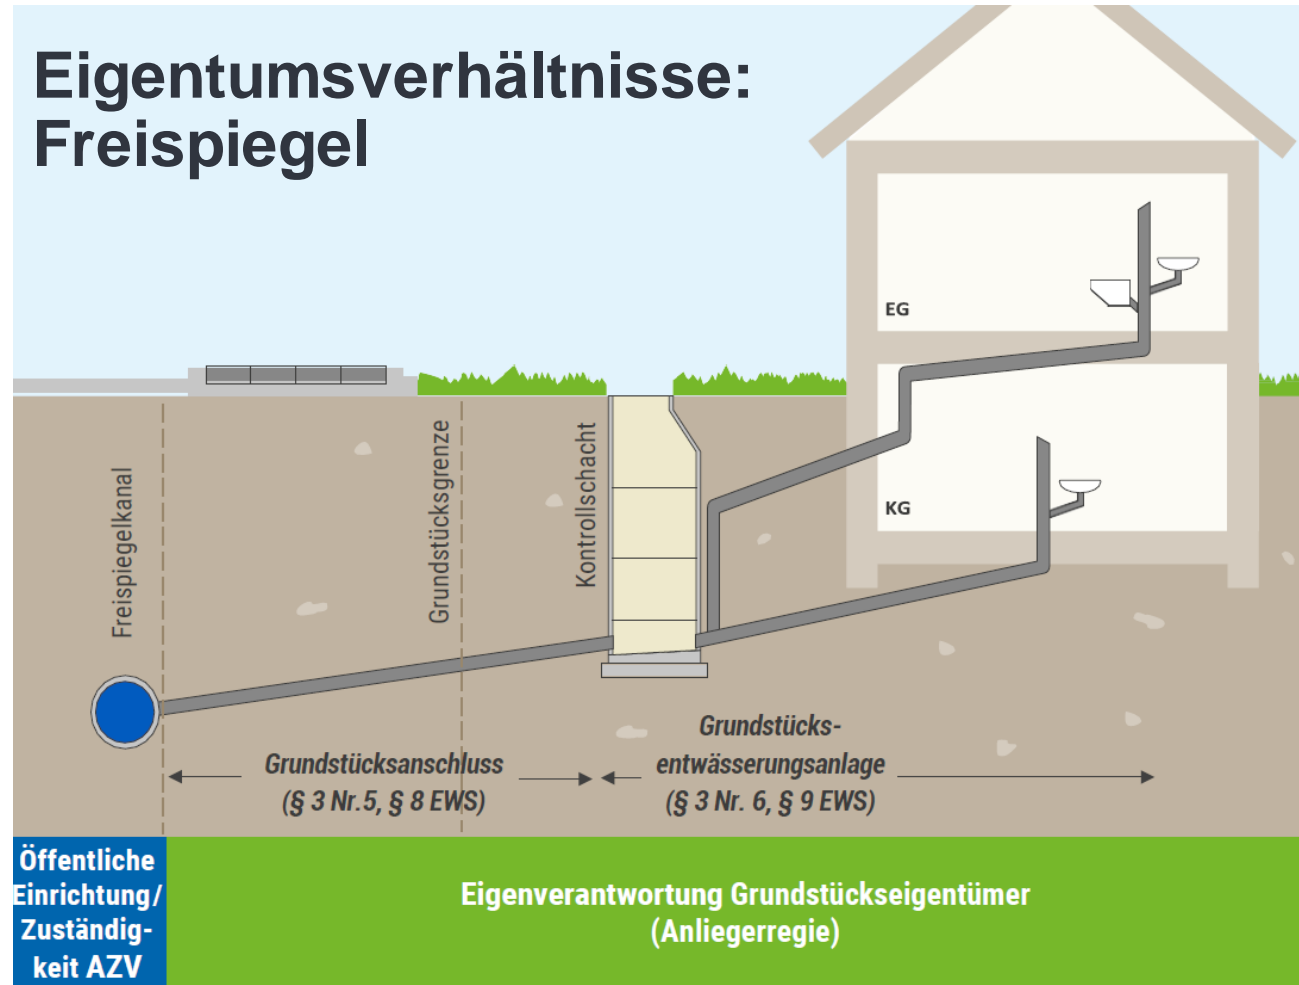 Eigentumsverhältnisse:
Freispiegel
EG
KG
Freispiegelkanal
Grundstücksgrenze
Kontrollschacht
Grundstücksanschluss
(§ 3 Nr.5, § 8 EWS)
Grundstücks-
entwässerungsanlage
(§ 3 Nr. 6, § 9 EWS)
Öffentliche
Einrichtung/
Zuständig-
keit AZV
Eigenverantwortung Grundstückseigentümer
(Anliegerregie)